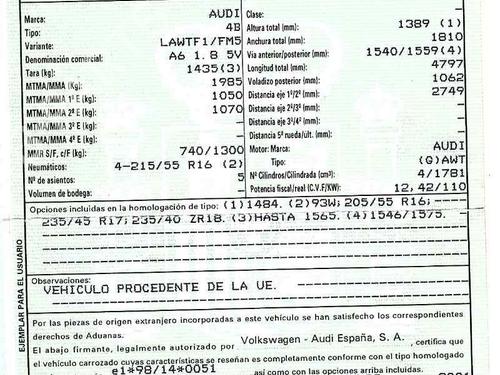 Marca: AUDI
Tipo: 4B
Variante: LAWTF1/FM5
Denominación comercial: A6 1.8 5V
Tara (kg): 1435(3)
MTMA/MMA (Kg): 1985
MTMA/MMA 1º E (kg): 1050
MTMA/MMA 2º E (kg): 1070
MTMA/MMA 3º E (kg): —
MTMA/MMA 4º E (kg): —
MMR S/F, c/F (kg): 740/1300
Neumáticos: 4-215/55 R16 (2)
Nº de asientos: 5
Volumen de bodega: —
Clase: —
Altura total (mm): 1389 (1)
Anchura total (mm): 1810
Vía anterior/posterior (mm): 1540/1559(4)
Longitud total (mm): 4797
Voladizo posterior (mm): 1062
Distancia eje 1º/2º (mm): 2749
Distancia eje 2º/3º (mm): —
Distancia eje 3º/4º (mm): —
Distancia 5ª rueda/últ. (mm): —
Motor: Marca: AUDI
Tipo: (G)AWT
Nº Cilindros/Cilindrada (cm³): 4/1781
Potencia fiscal/real (C.V.F/KW): 12,42/110
Opciones incluidas en la homologación de tipo: (1)1484. (2)93W;205/55 R16;
235/45 R17;235/40 ZR18. (3)HASTA 1565. (4)1546/1575.
Observaciones:
VEHICULO PROCEDENTE DE LA UE.
EJEMPLAR PARA EL USUARIO
Por las piezas de origen extranjero incorporadas a este vehículo se han satisfecho los correspondientes
derechos de Aduanas.
El abajo firmante, legalmente autorizado por Volkswagen - Audi España, S. A. , certifica que
el vehículo carrozado cuyas características se reseñan es completamente conforme con el tipo homologado
e1*98/14*0051 así como con las opciones arriba incluidas.